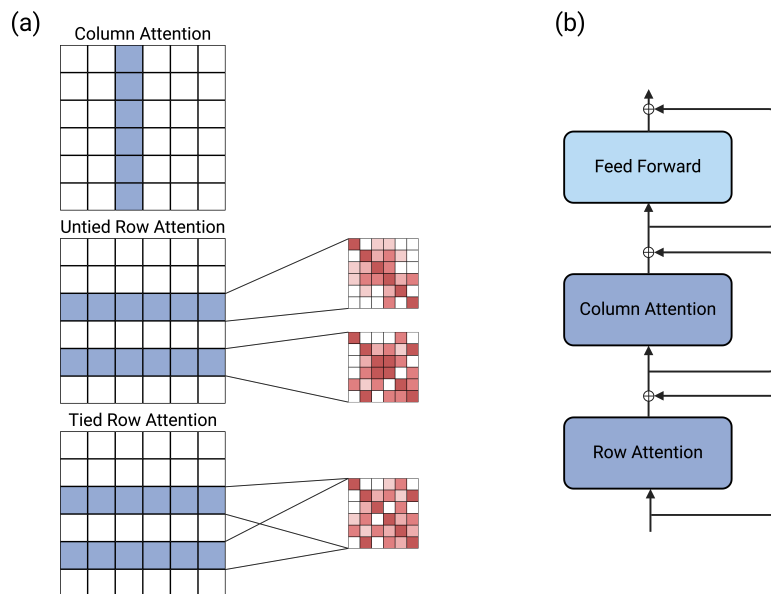 (a)
Column Attention
Untied Row Attention
Tied Row Attention
(b)
Feed Forward
Column Attention
Row Attention